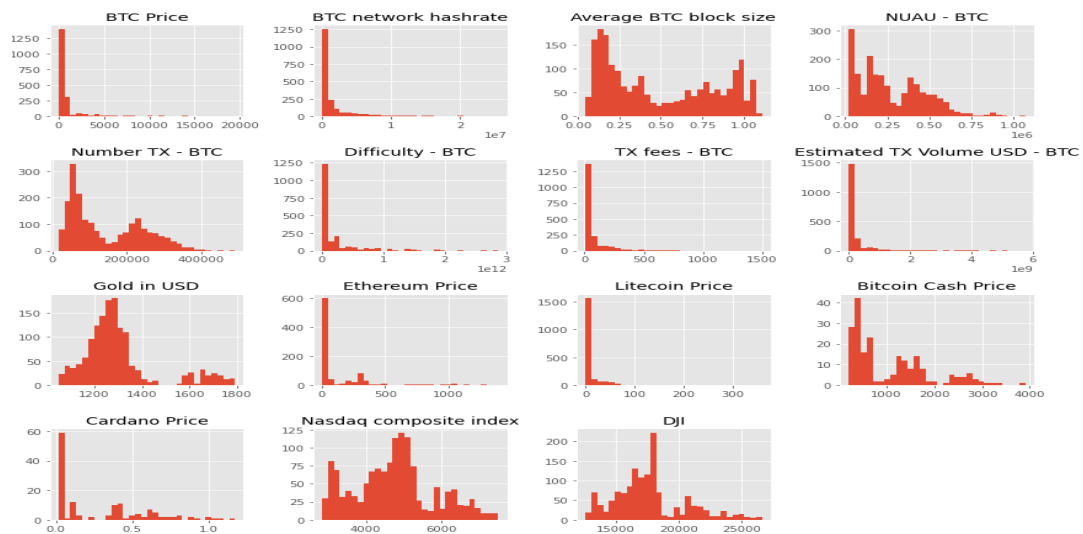 BTC Price
BTC network hashrate
Average BTC block size
NUAU - BTC
1250
1000
750
500
250
0
0 5000 10000 15000 20000
1250
1000
750
500
250
0
0 1 2
1e7
150
100
50
0
0.00 0.25 0.50 0.75 1.00
300
200
100
0
0.00 0.25 0.50 0.75 1.00
1e6
Number TX - BTC
Difficulty - BTC
TX fees - BTC
Estimated TX Volume USD - BTC
300
200
100
0
0 200000 400000
1250
1000
750
500
250
0
0 1 2 3
1e12
1250
1000
750
500
250
0
0 500 1000 1500
1500
1000
500
0
0 2 4 6
1e9
Gold in USD
Ethereum Price
Litecoin Price
Bitcoin Cash Price
150
100
50
0
1200 1400 1600 1800
600
400
200
0
0 500 1000
1500
1000
500
0
0 100 200 300
40
30
20
10
0
1000 2000 3000 4000
Cardano Price
Nasdaq composite index
DJI
60
40
20
0
0.0 0.5 1.0
125
100
75
50
25
0
4000 6000
200
150
100
50
0
15000 20000 25000